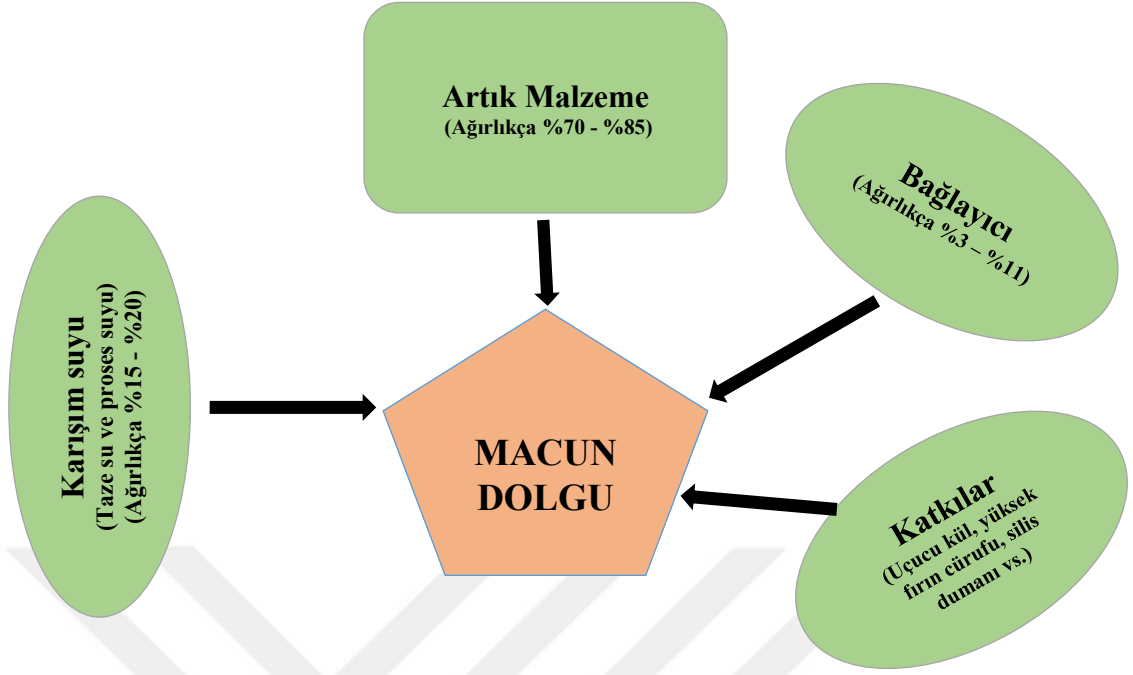 Artık Malzeme
(Ağırlıkça %70 - %85)
Bağlayıcı
(Ağırlıkça %3 – %11)
Karışım suyu
(Taze su ve proses suyu)
(Ağırlıkça %15 - %20)
MACUN
DOLGU
Katkılar
(Uçucu kül, yüksek
fırın cürufu, silis
dumanı vs.)